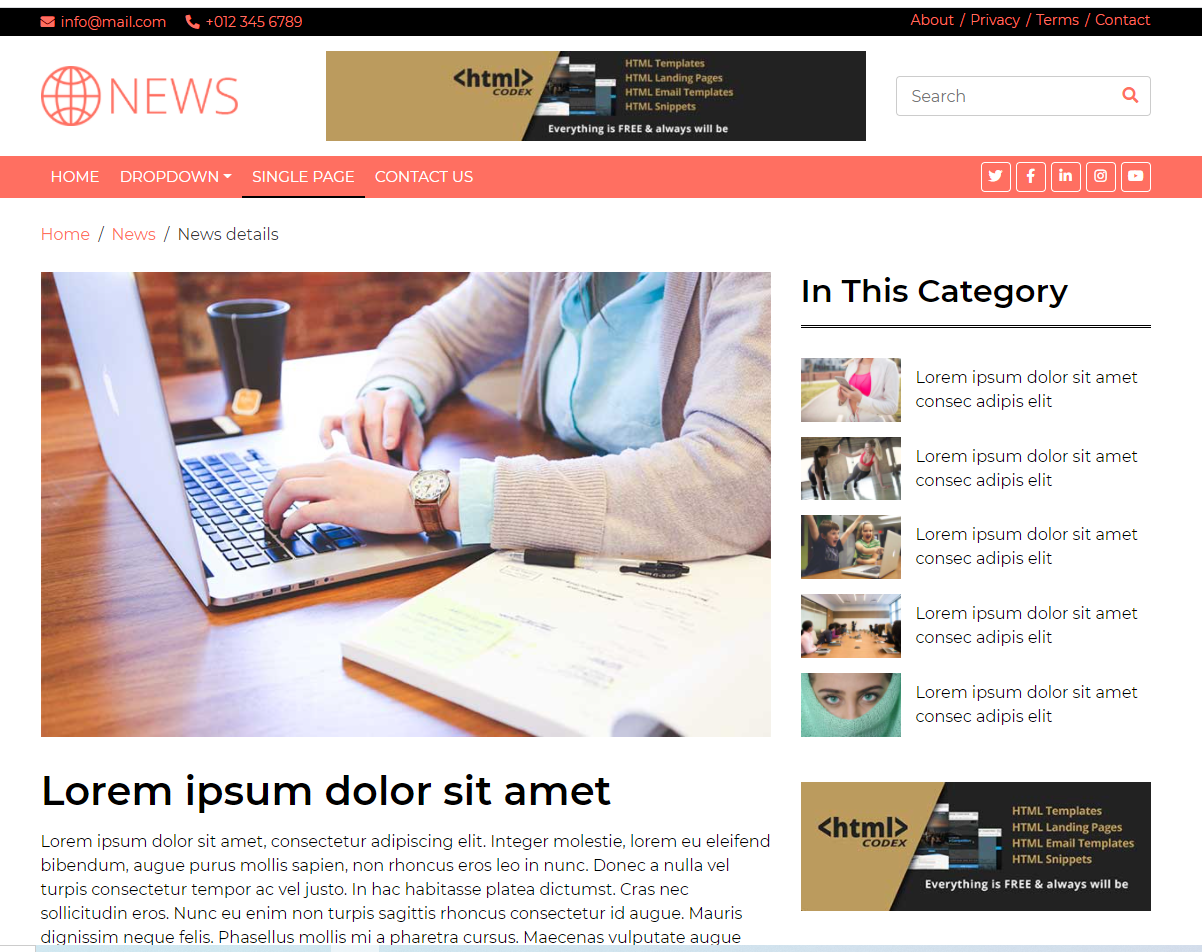 info@mail.com +012 345 6789 About / Privacy / Terms / Contact
NEWS
<html>
CODEX
HTML Templates
HTML Landing Pages
HTML Email Templates
HTML Snippets
Everything is FREE & always will be
Search
HOME DROPDOWN SINGLE PAGE CONTACT US
Home / News / News details
In This Category
Lorem ipsum dolor sit amet
consec adipis elit
Lorem ipsum dolor sit amet
consec adipis elit
Lorem ipsum dolor sit amet
consec adipis elit
Lorem ipsum dolor sit amet
consec adipis elit
Lorem ipsum dolor sit amet
consec adipis elit
<html>
CODEX
HTML Templates
HTML Landing Pages
HTML Email Templates
HTML Snippets
Everything is FREE & always will be
Lorem ipsum dolor sit amet
Lorem ipsum dolor sit amet, consectetur adipiscing elit. Integer molestie, lorem eu eleifend
bibendum, augue purus mollis sapien, non rhoncus eros leo in nunc. Donec a nulla vel
turpis consectetur tempor ac vel justo. In hac habitasse platea dictumst. Cras nec
sollicitudin eros. Nunc eu enim non turpis sagittis rhoncus consectetur id augue. Mauris
dignissim neque felis. Phasellus mollis mi a pharetra cursus. Maecenas vulputate augue